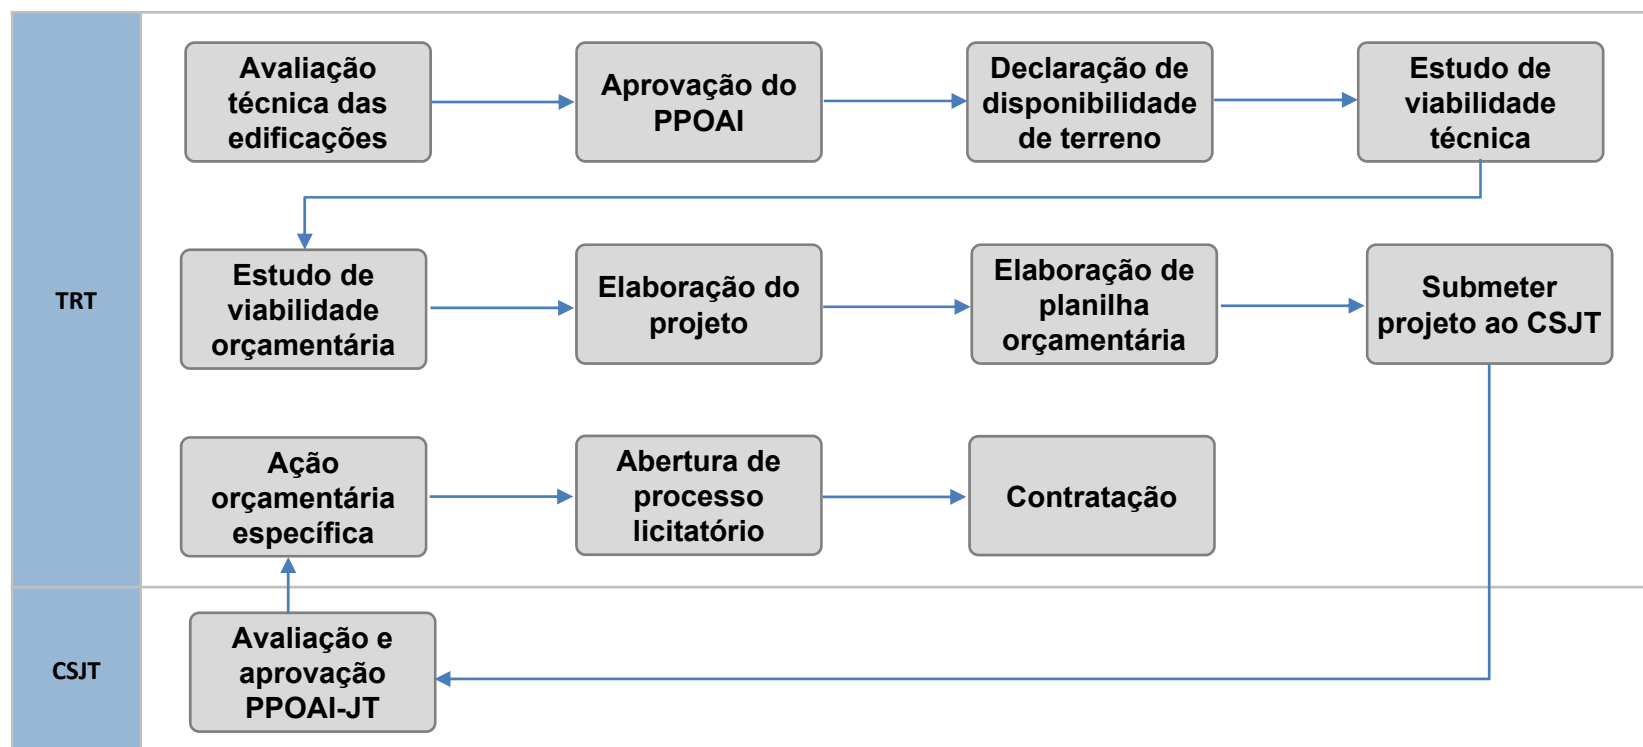 Avaliação
técnica das
edificações
Aprovação do
PPOAI
Declaração de
disponibilidade
de terreno
Estudo de
viabilidade
técnica
TRT
Estudo de
viabilidade
orçamentária
Elaboração do
projeto
Elaboração de
planilha
orçamentária
Submeter
projeto ao CSJT
Ação
orçamentária
específica
Abertura de
processo
licitatório
Contratação
CSJT
Avaliação e
aprovação
PPOAI-JT